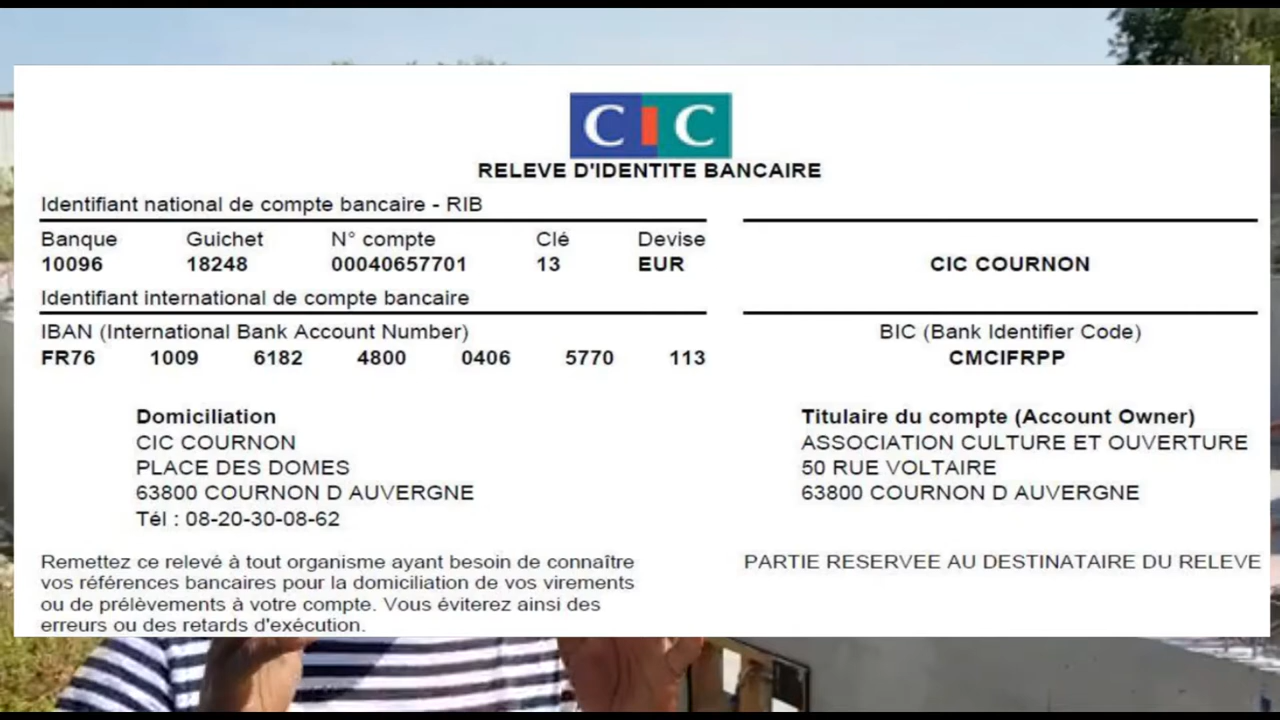 CIC
RELEVE D'IDENTITE BANCAIRE
Identifiant national de compte bancaire - RIB
Banque Guichet N° compte Clé Devise
10096 18248 00040657701 13 EUR
CIC COURNON
Identifiant international de compte bancaire
IBAN (International Bank Account Number)
FR76 1009 6182 4800 0406 5770 113
BIC (Bank Identifier Code)
CMCIFRPP
Domiciliation
CIC COURNON
PLACE DES DOMES
63800 COURNON D AUVERGNE
Tél : 08-20-30-08-62
Titulaire du compte (Account Owner)
ASSOCIATION CULTURE ET OUVERTURE
50 RUE VOLTAIRE
63800 COURNON D AUVERGNE
Remettez ce relevé à tout organisme ayant besoin de connaître
vos références bancaires pour la domiciliation de vos virements
ou de prélèvements à votre compte. Vous éviterez ainsi des
erreurs ou des retards d'exécution.
PARTIE RESERVEE AU DESTINATAIRE DU RELEVE